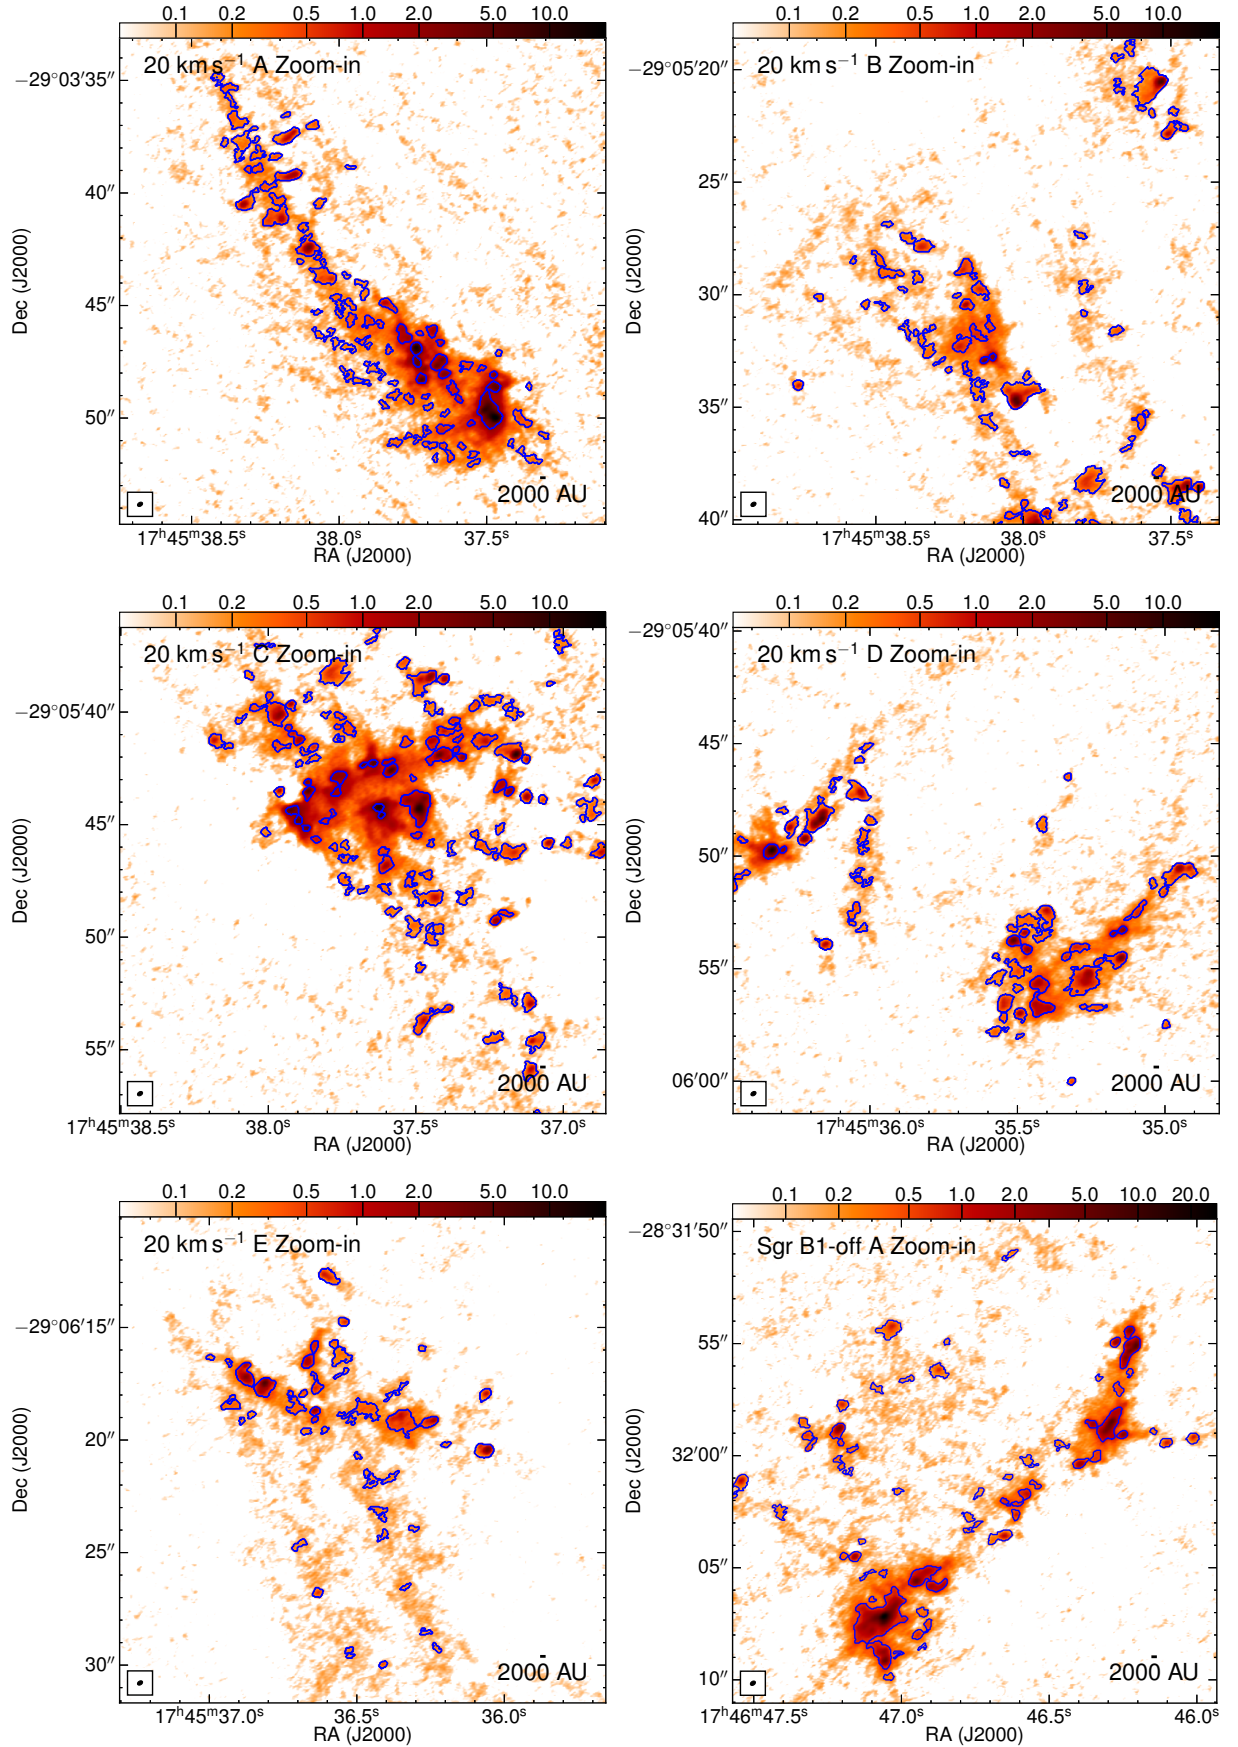 0.1 0.2 0.5 1.0 2.0 5.0 10.0
20 km s⁻¹ A Zoom-in
−29°03′35″
40″
45″
50″
Dec (J2000)
2000 AU
17ʰ45ᵐ38.5ˢ 38.0ˢ 37.5ˢ
RA (J2000)
0.1 0.2 0.5 1.0 2.0 5.0 10.0
20 km s⁻¹ B Zoom-in
−29°05′20″
25″
30″
35″
40″
Dec (J2000)
2000 AU
17ʰ45ᵐ38.5ˢ 38.0ˢ 37.5ˢ
RA (J2000)
0.1 0.2 0.5 1.0 2.0 5.0 10.0
20 km s⁻¹ C Zoom-in
−29°05′40″
45″
50″
55″
Dec (J2000)
2000 AU
17ʰ45ᵐ38.5ˢ 38.0ˢ 37.5ˢ 37.0ˢ
RA (J2000)
0.1 0.2 0.5 1.0 2.0 5.0 10.0
20 km s⁻¹ D Zoom-in
−29°05′40″
45″
50″
55″
06′00″
Dec (J2000)
2000 AU
17ʰ45ᵐ36.0ˢ 35.5ˢ 35.0ˢ
RA (J2000)
0.1 0.2 0.5 1.0 2.0 5.0 10.0
20 km s⁻¹ E Zoom-in
−29°06′15″
20″
25″
30″
Dec (J2000)
2000 AU
17ʰ45ᵐ37.0ˢ 36.5ˢ 36.0ˢ
RA (J2000)
0.1 0.2 0.5 1.0 2.0 5.0 10.0 20.0
Sgr B1-off A Zoom-in
−28°31′50″
55″
32′00″
05″
10″
Dec (J2000)
2000 AU
17ʰ46ᵐ47.5ˢ 47.0ˢ 46.5ˢ 46.0ˢ
RA (J2000)